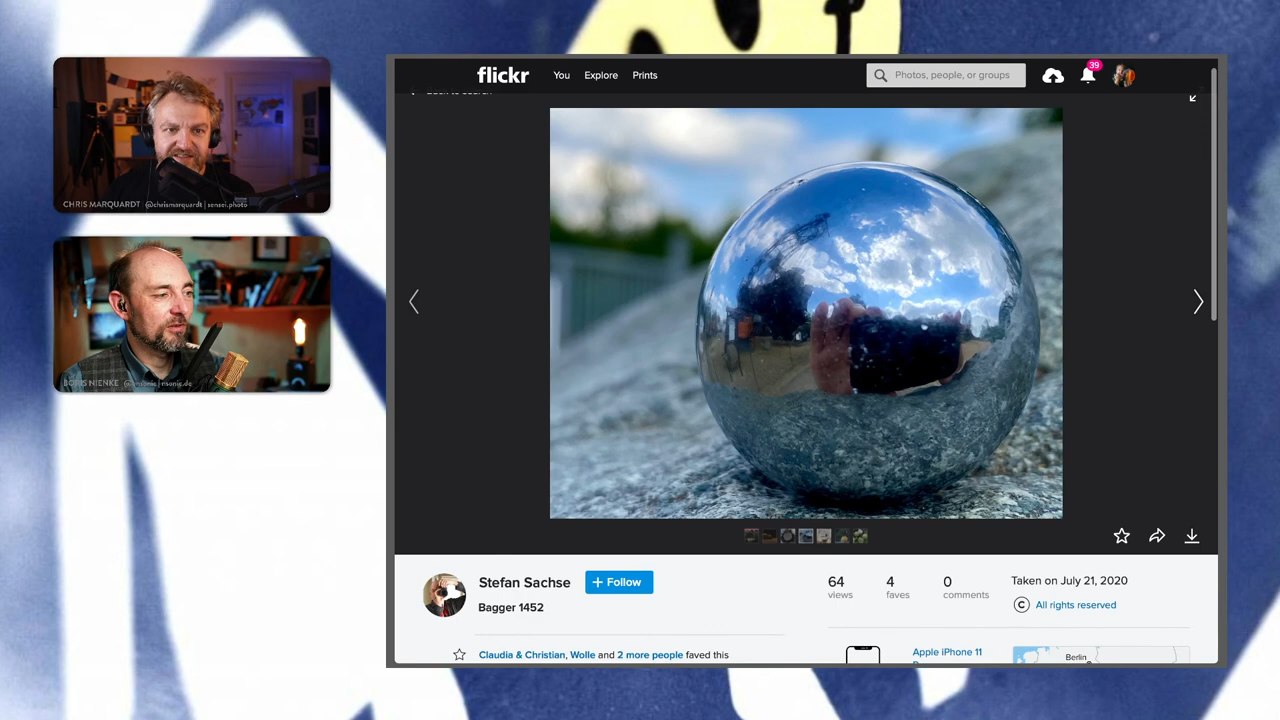 flickr
You Explore Prints
Photos, people, or groups
39
CHRIS MARQUARDT @chrismarquardt | sensei.photo
BORIS NIENKE
Stefan Sachse
+ Follow
Bagger 1452
64 views
4 faves
0 comments
Taken on July 21, 2020
All rights reserved
Claudia & Christian, Wolle and 2 more people faved this
Apple iPhone 11
Berlin